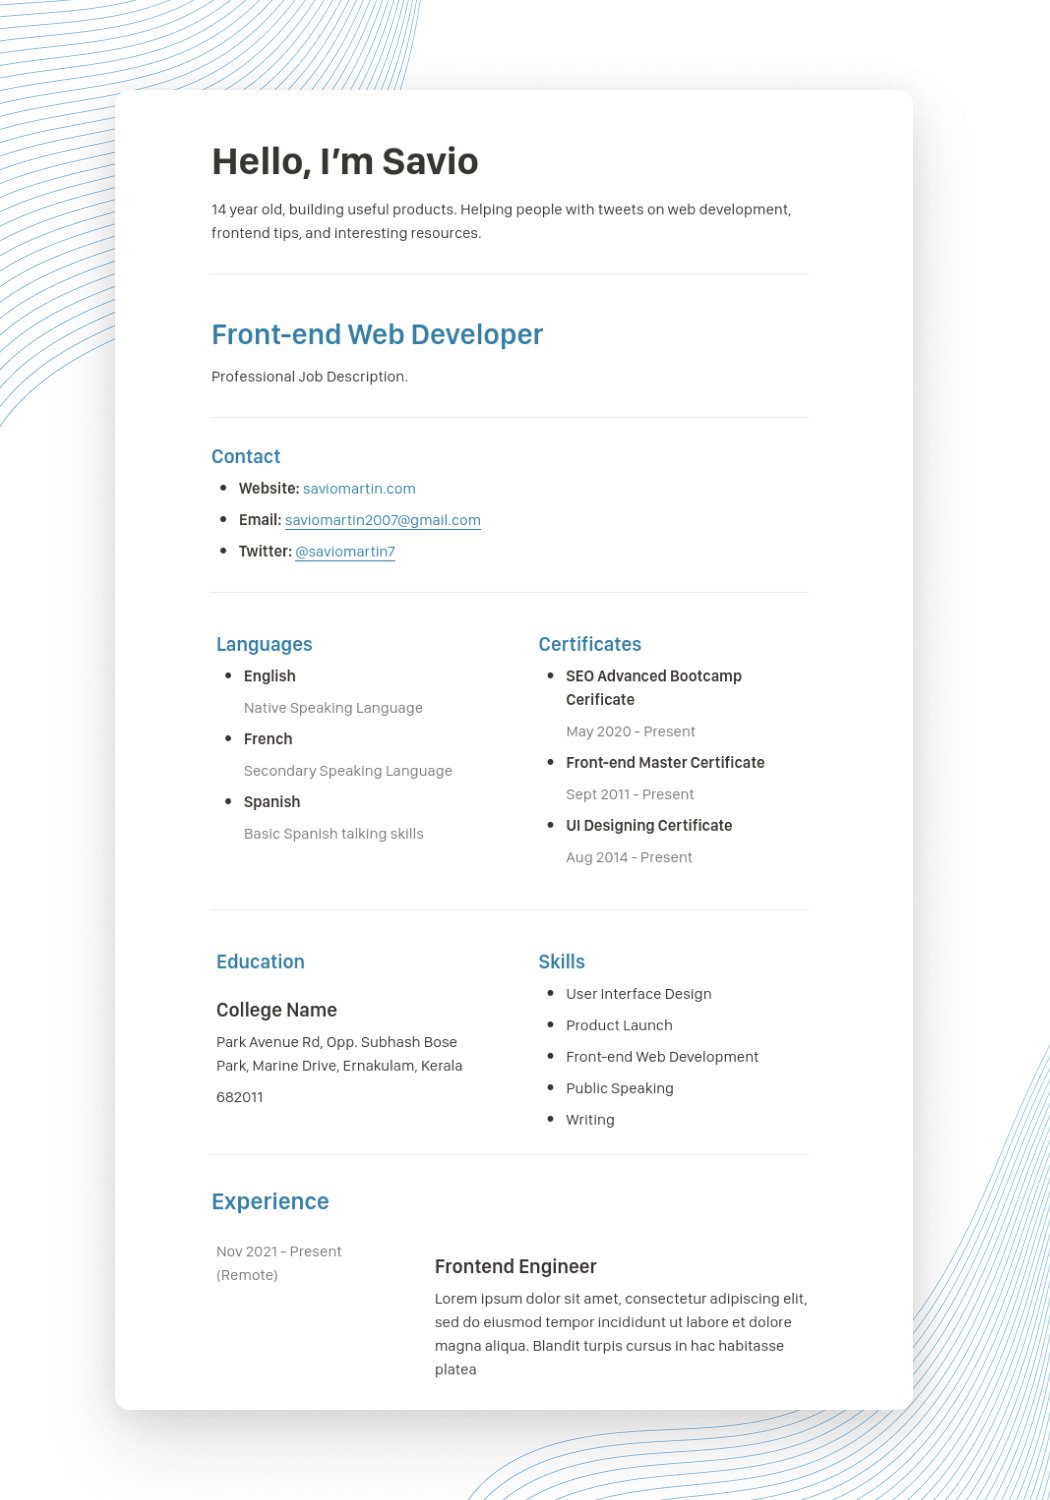 Hello, I’m Savio
14 year old, building useful products. Helping people with tweets on web development,
frontend tips, and interesting resources.
Front-end Web Developer
Professional Job Description.
Contact
• Website: saviomartin.com
• Email: saviomartin2007@gmail.com
• Twitter: @saviomartin7
Languages
• English
Native Speaking Language
• French
Secondary Speaking Language
• Spanish
Basic Spanish talking skills
Certificates
• SEO Advanced Bootcamp
Cerificate
May 2020 - Present
• Front-end Master Certificate
Sept 2011 - Present
• UI Designing Certificate
Aug 2014 - Present
Education
College Name
Park Avenue Rd, Opp. Subhash Bose
Park, Marine Drive, Ernakulam, Kerala
682011
Skills
• User Interface Design
• Product Launch
• Front-end Web Development
• Public Speaking
• Writing
Experience
Nov 2021 - Present
(Remote)
Frontend Engineer
Lorem ipsum dolor sit amet, consectetur adipiscing elit,
sed do eiusmod tempor incididunt ut labore et dolore
magna aliqua. Blandit turpis cursus in hac habitasse
platea